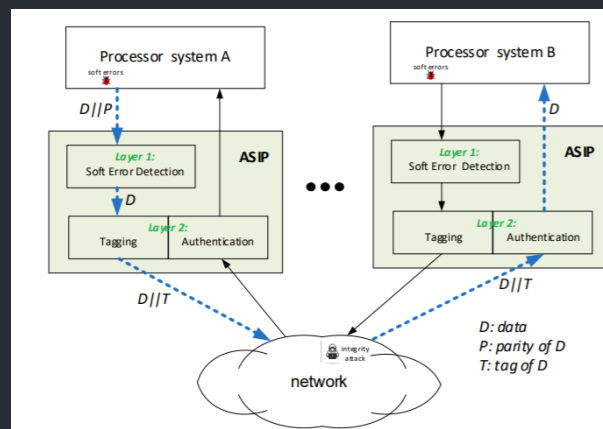 Processor system A
soft errors
D||P
Layer 1:
Soft Error Detection
ASIP
D
Layer 2:
Tagging
Authentication
D||T
Processor system B
soft errors
D
Layer 1:
Soft Error Detection
ASIP
Layer 2:
Tagging
Authentication
D||T
integrity
attack
network
D: data
P: parity of D
T: tag of D